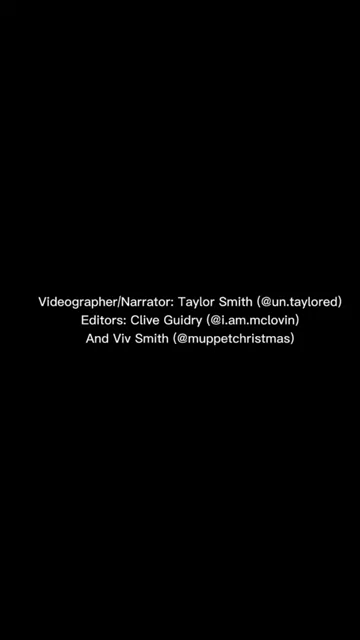 Videographer/Narrator: Taylor Smith (@un.taylored)
Editors: Clive Guidry (@i.am.mclovin)
And Viv Smith (@muppetchristmas)